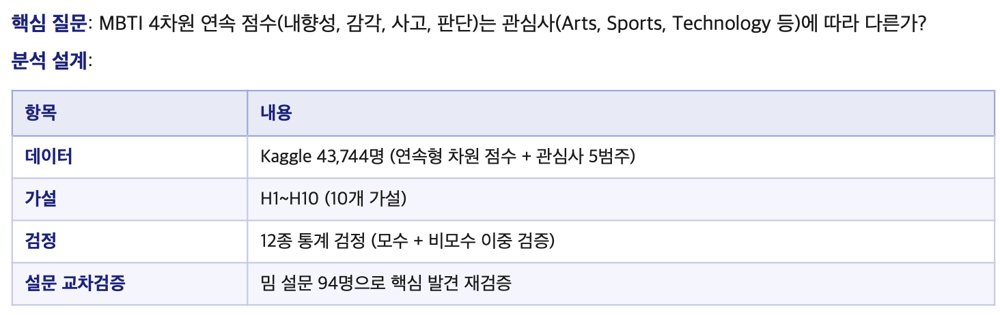 핵심 질문: MBTI 4차원 연속 점수(내향성, 감각, 사고, 판단)는 관심사(Arts, Sports, Technology 등)에 따라 다른가?
분석 설계:
항목 내용
데이터 Kaggle 43,744명 (연속형 차원 점수 + 관심사 5범주)
가설 H1~H10 (10개 가설)
검정 12종 통계 검정 (모수 + 비모수 이중 검증)
설문 교차검증 밈 설문 94명으로 핵심 발견 재검증